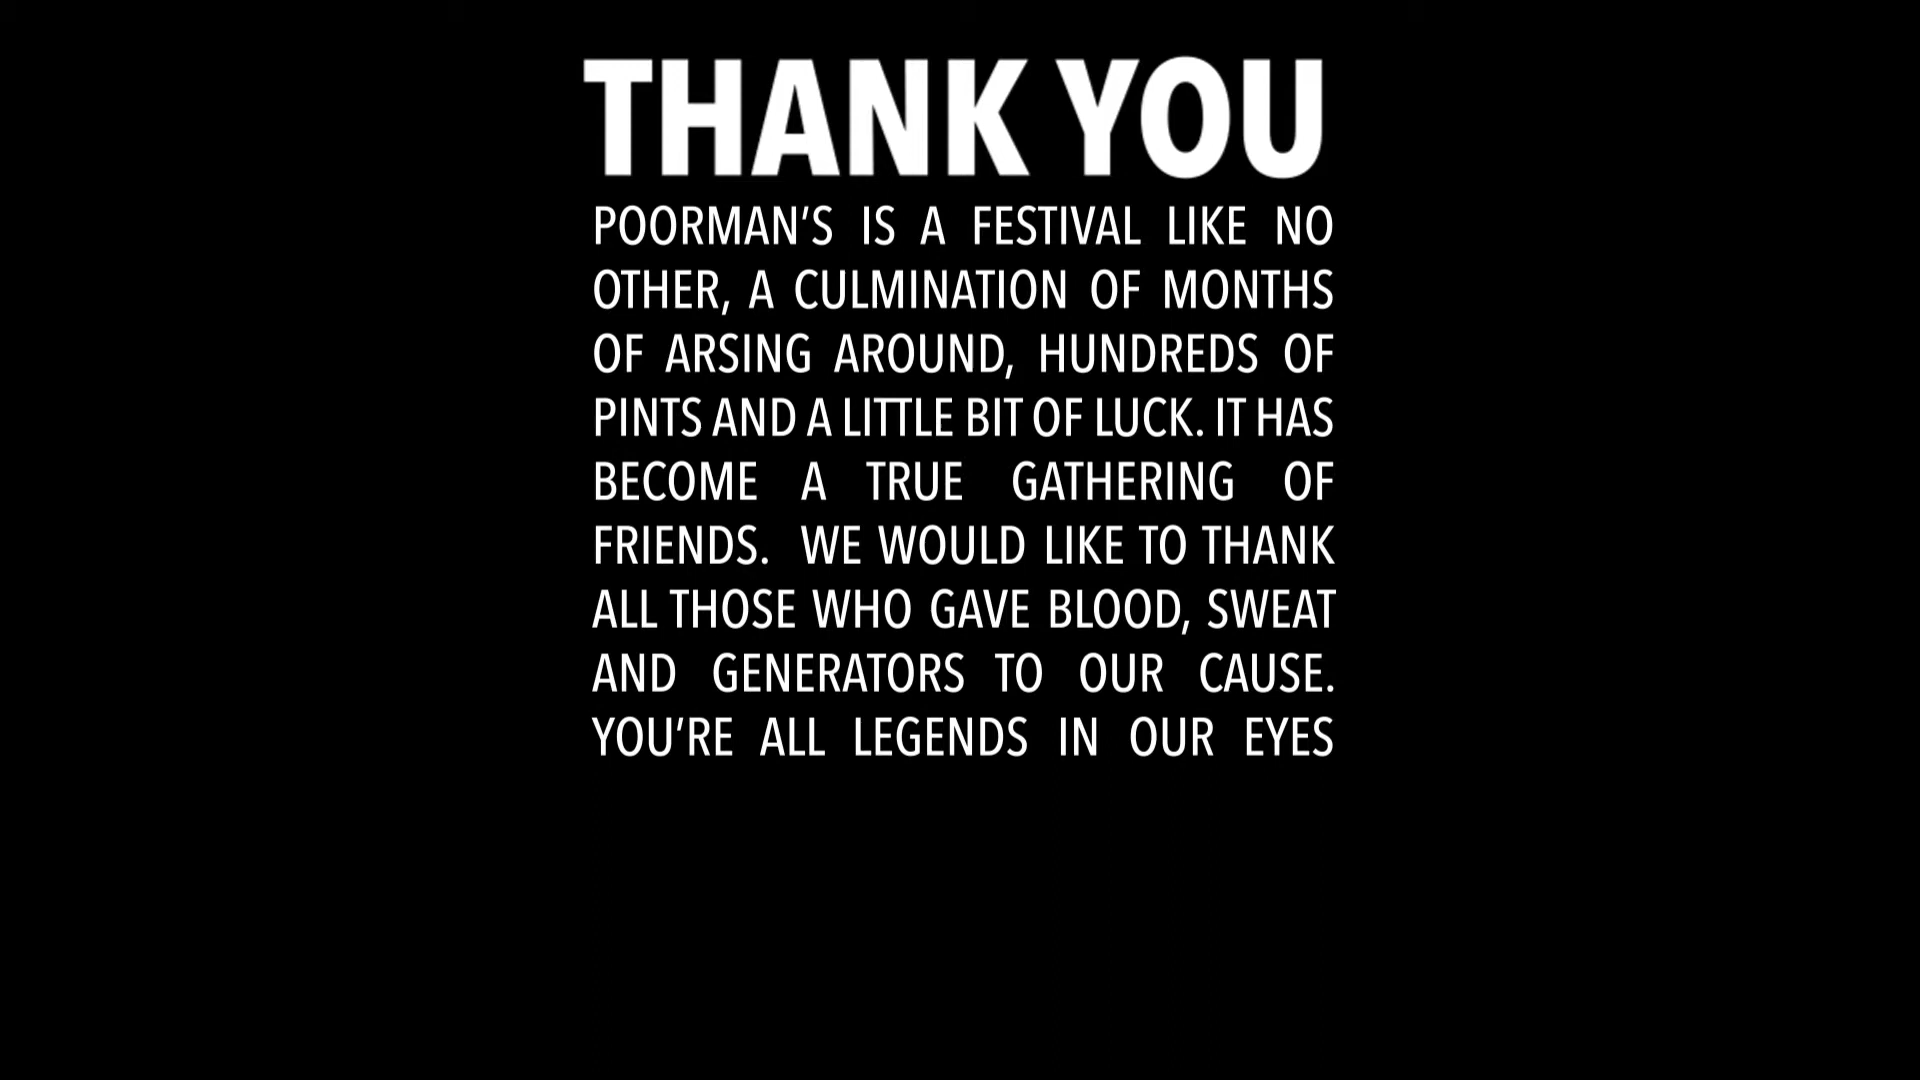 THANK YOU
POORMAN’S IS A FESTIVAL LIKE NO
OTHER, A CULMINATION OF MONTHS
OF ARSING AROUND, HUNDREDS OF
PINTS AND A LITTLE BIT OF LUCK. IT HAS
BECOME A TRUE GATHERING OF
FRIENDS. WE WOULD LIKE TO THANK
ALL THOSE WHO GAVE BLOOD, SWEAT
AND GENERATORS TO OUR CAUSE.
YOU’RE ALL LEGENDS IN OUR EYES